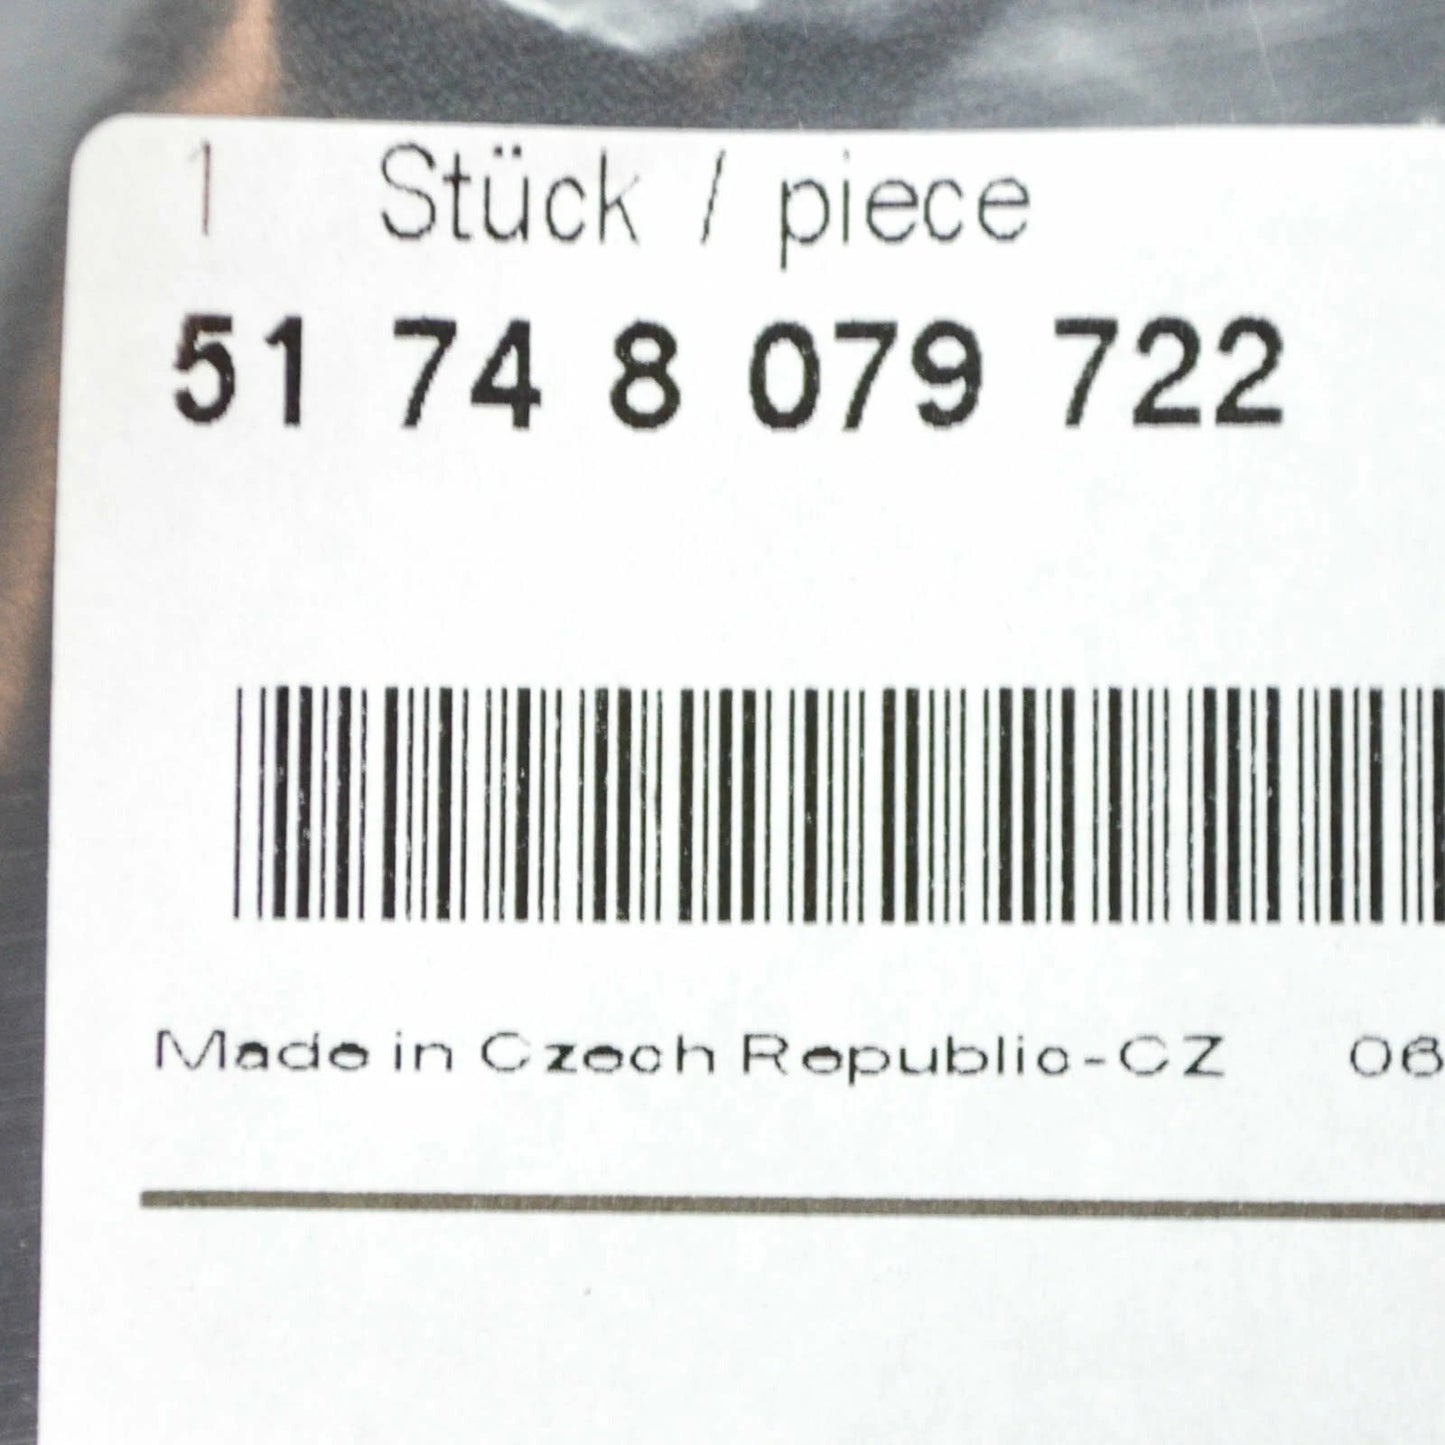 1 Stück / piece
51 74 8 079 722
Made in Czech Republic-CZ 06